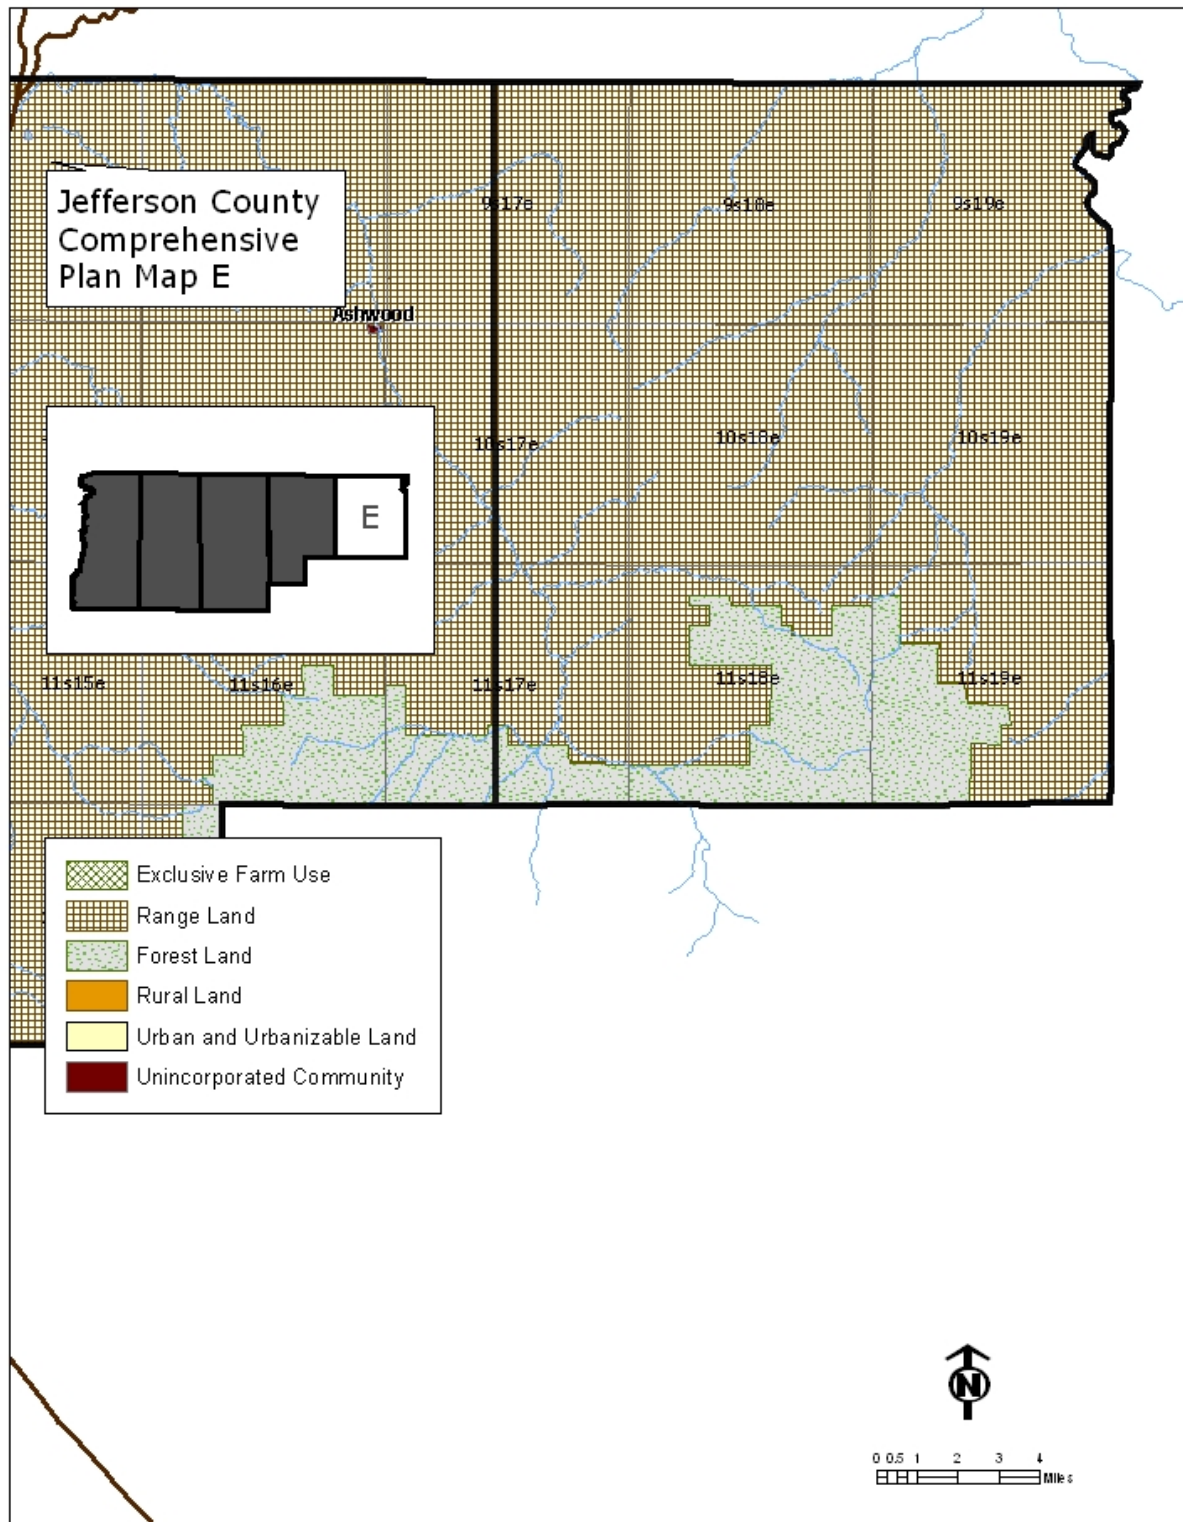 Jefferson County
Comprehensive
Plan Map E
9s17e
9s18e
9s19e
Ashwood
10s17e
10s18e
10s19e
E
11s15e
11s16e
11s17e
11s18e
11s19e
Exclusive Farm Use
Range Land
Forest Land
Rural Land
Urban and Urbanizable Land
Unincorporated Community
N
0 0.5 1 2 3 4
Miles